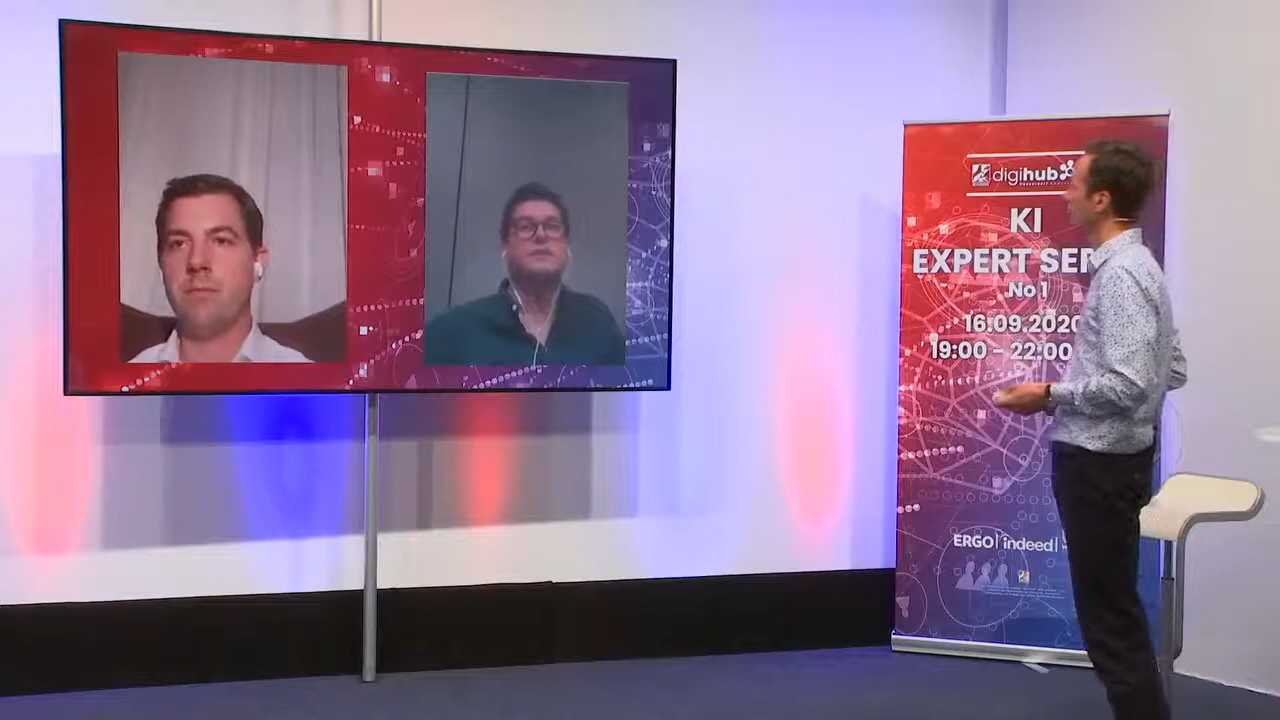 digihub
KI
EXPERT SER
No 1
16.09.2020
19:00 - 22:00
ERGO | indeed |